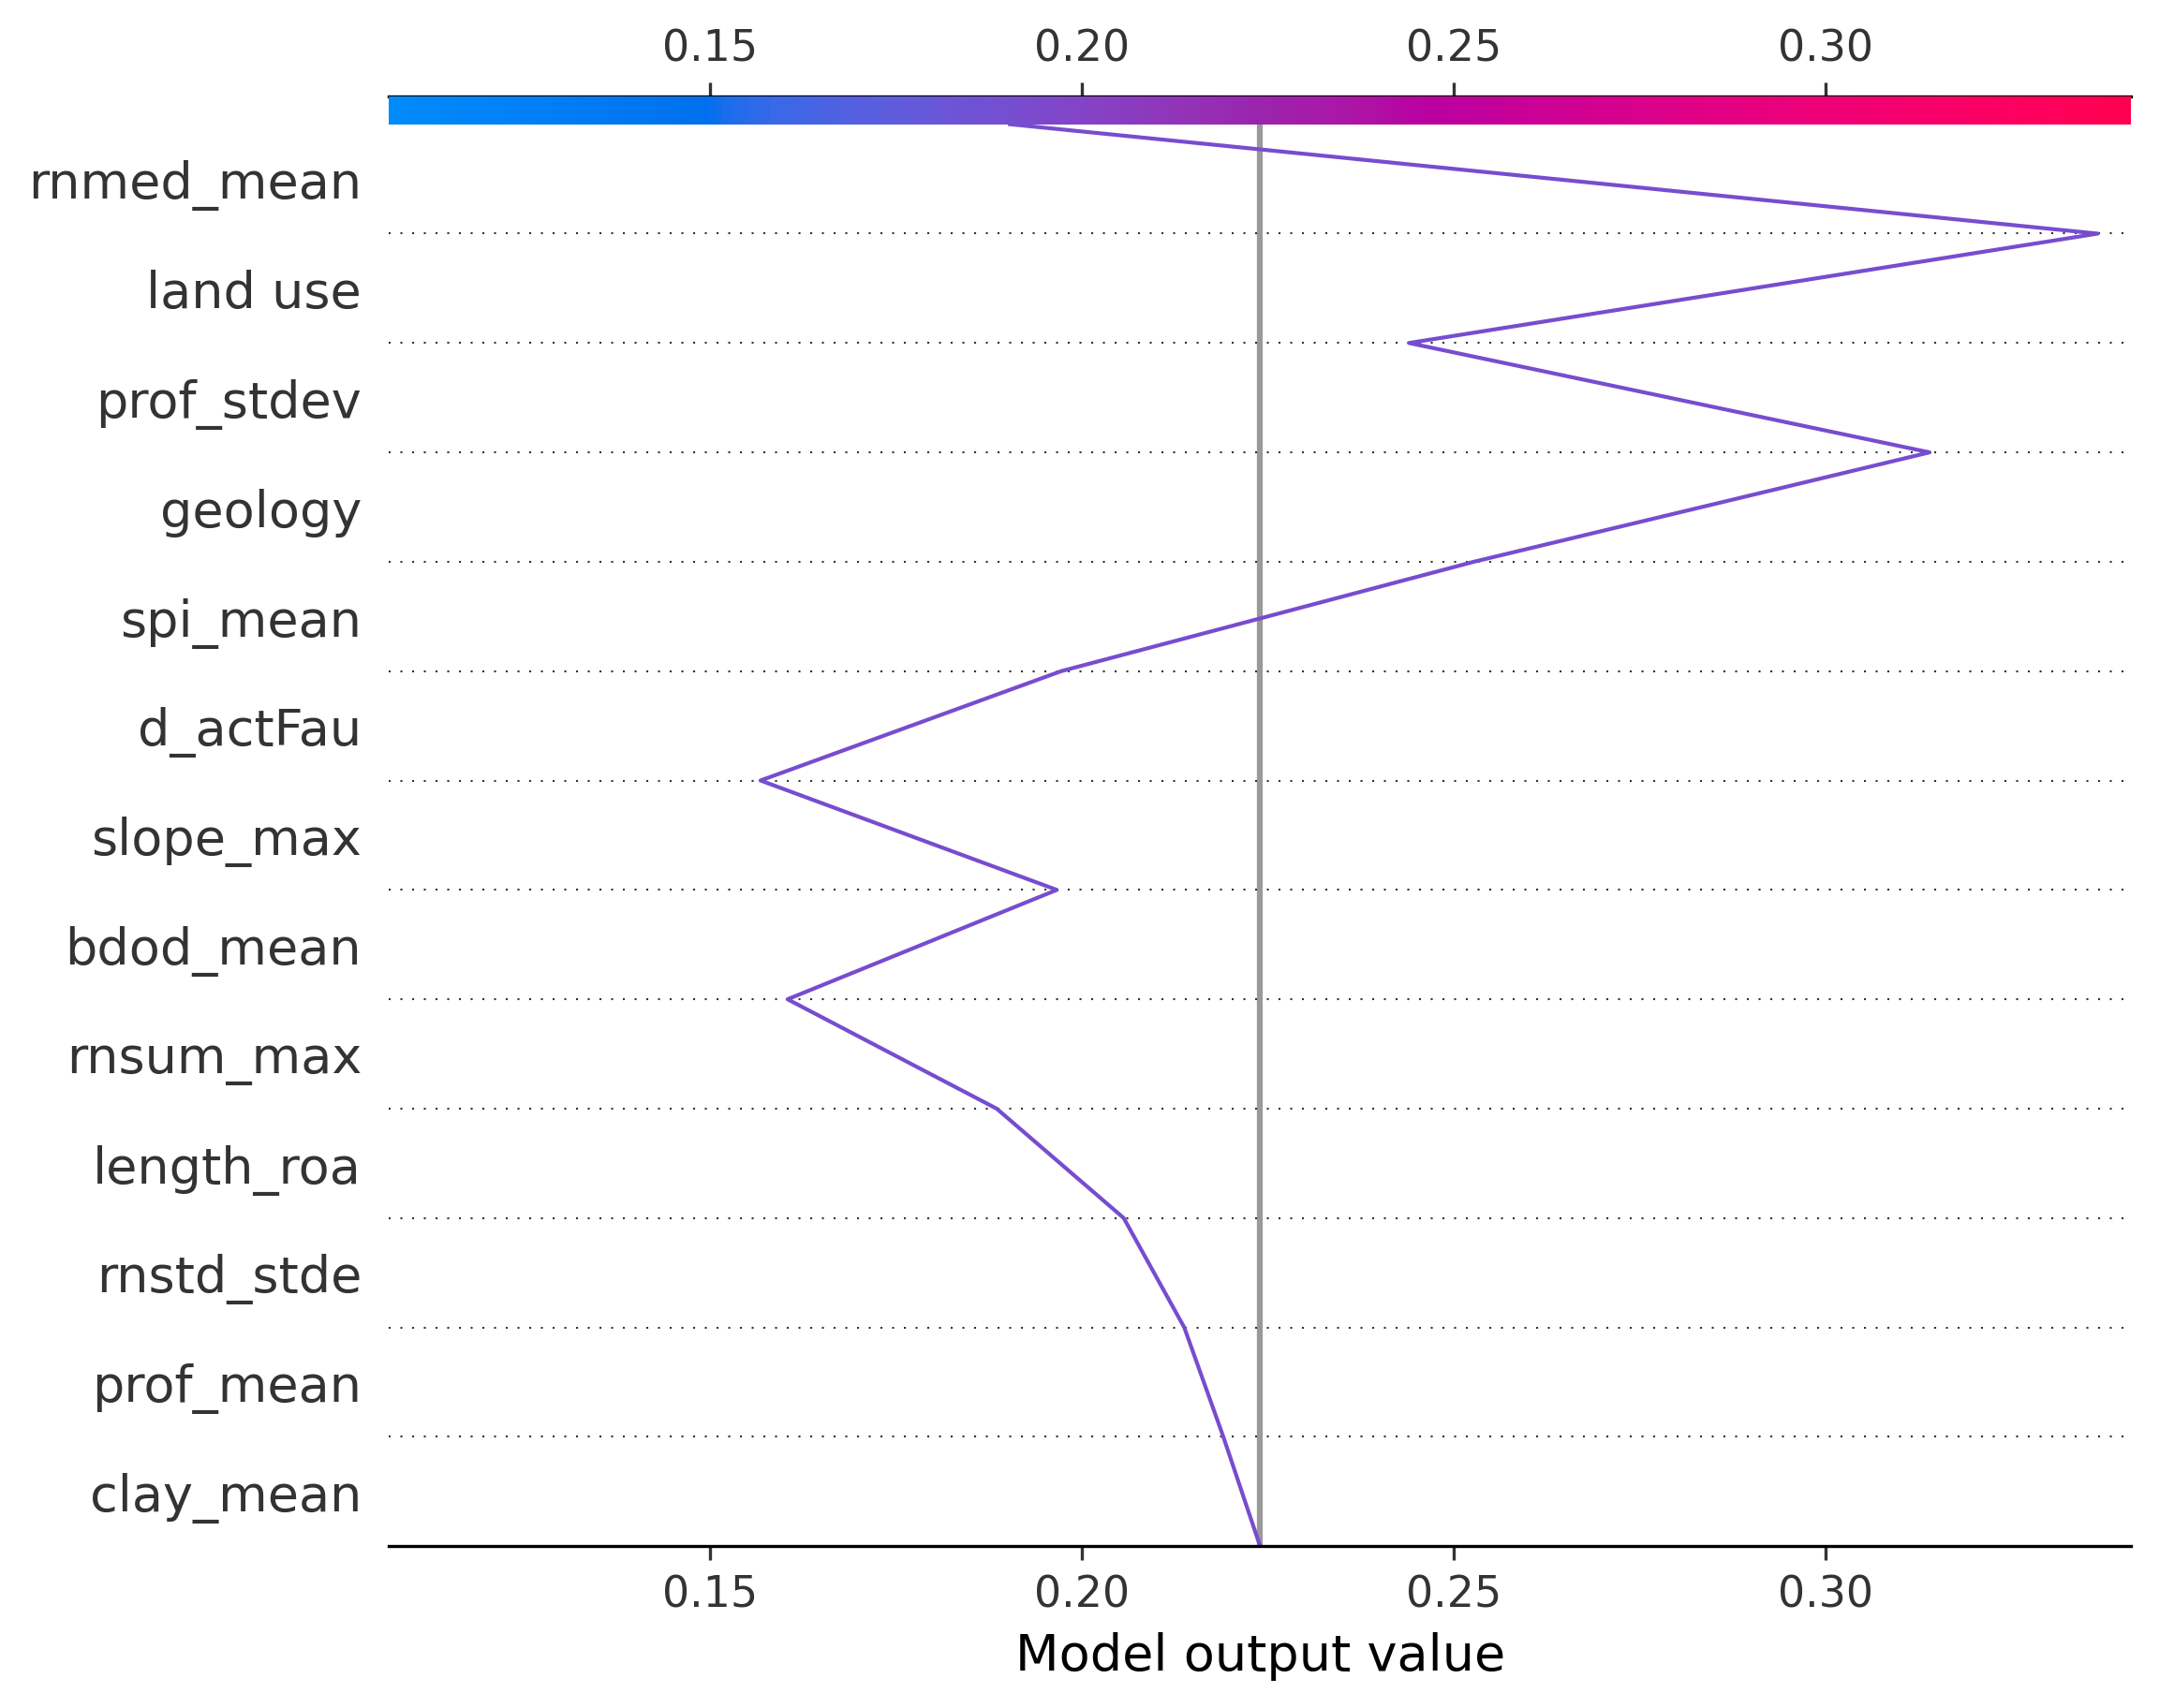 0.15 0.20 0.25 0.30
rnmed_mean
land use
prof_stdev
geology
spi_mean
d_actFau
slope_max
bdod_mean
rnsum_max
length_roa
rnstd_stde
prof_mean
clay_mean
0.15 0.20 0.25 0.30
Model output value